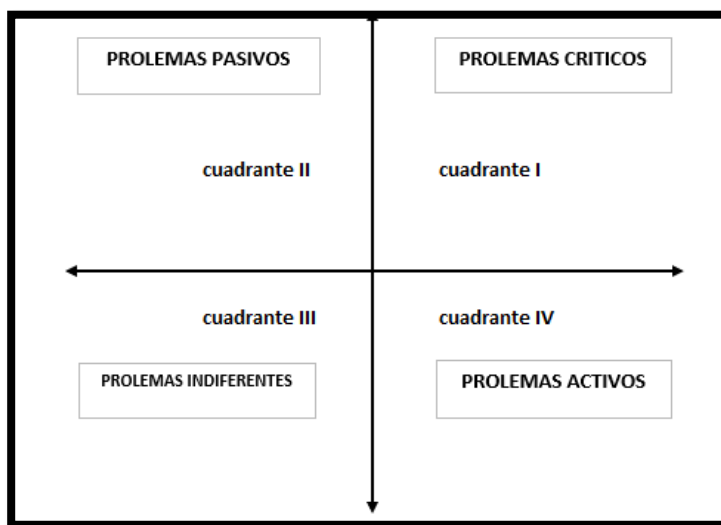 PROLEMAS PASIVOS
PROLEMAS CRITICOS
cuadrante II
cuadrante I
cuadrante III
cuadrante IV
PROLEMAS INDIFERENTES
PROLEMAS ACTIVOS